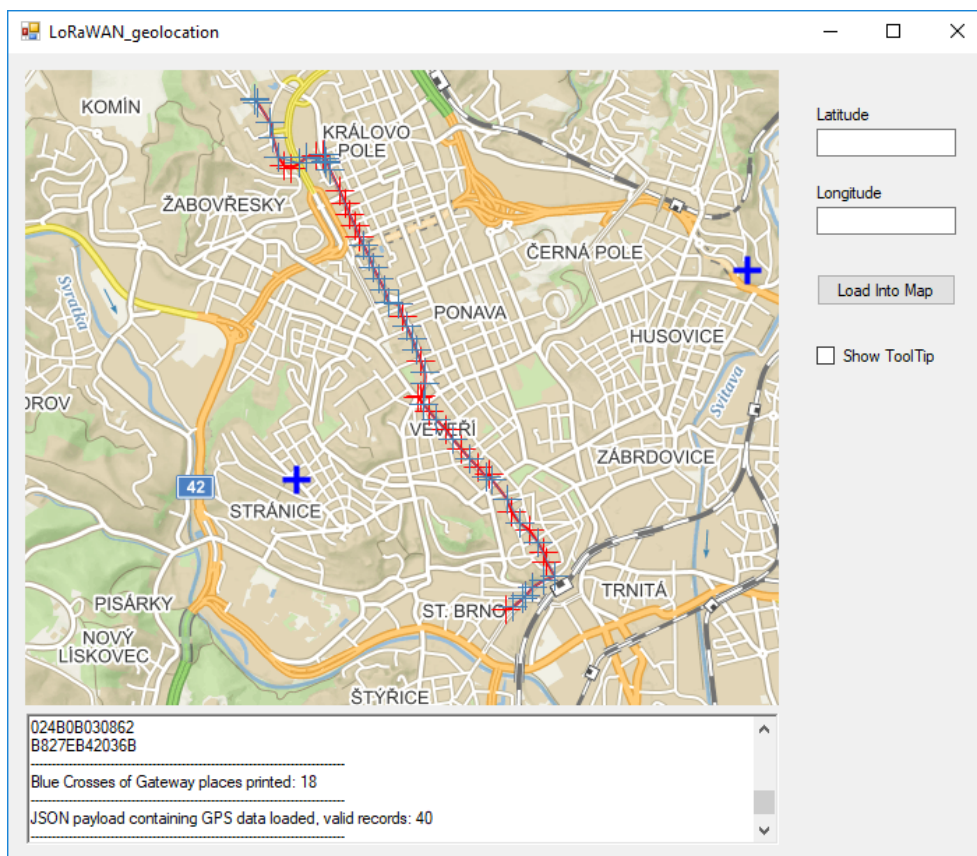 LoRaWAN_geolocation
KOMÍN
KRÁLOVO
POLE
ŽABOVŘESKY
ČERNÁ POLE
Svratka
PONAVA
HUSOVICE
OROV
Svitava
VEVEŘÍ
ZÁBRDOVICE
42
STRÁNICE
PISÁRKY
ST. BRNO
TRNITÁ
NOVÝ
LÍSKOVEC
ŠTÝŘICE
Latitude
Longitude
Load Into Map
Show ToolTip
024B0B030862
B827EB42036B
--------------------------------------------------------------------------------
Blue Crosses of Gateway places printed: 18
--------------------------------------------------------------------------------
JSON payload containing GPS data loaded, valid records: 40
--------------------------------------------------------------------------------